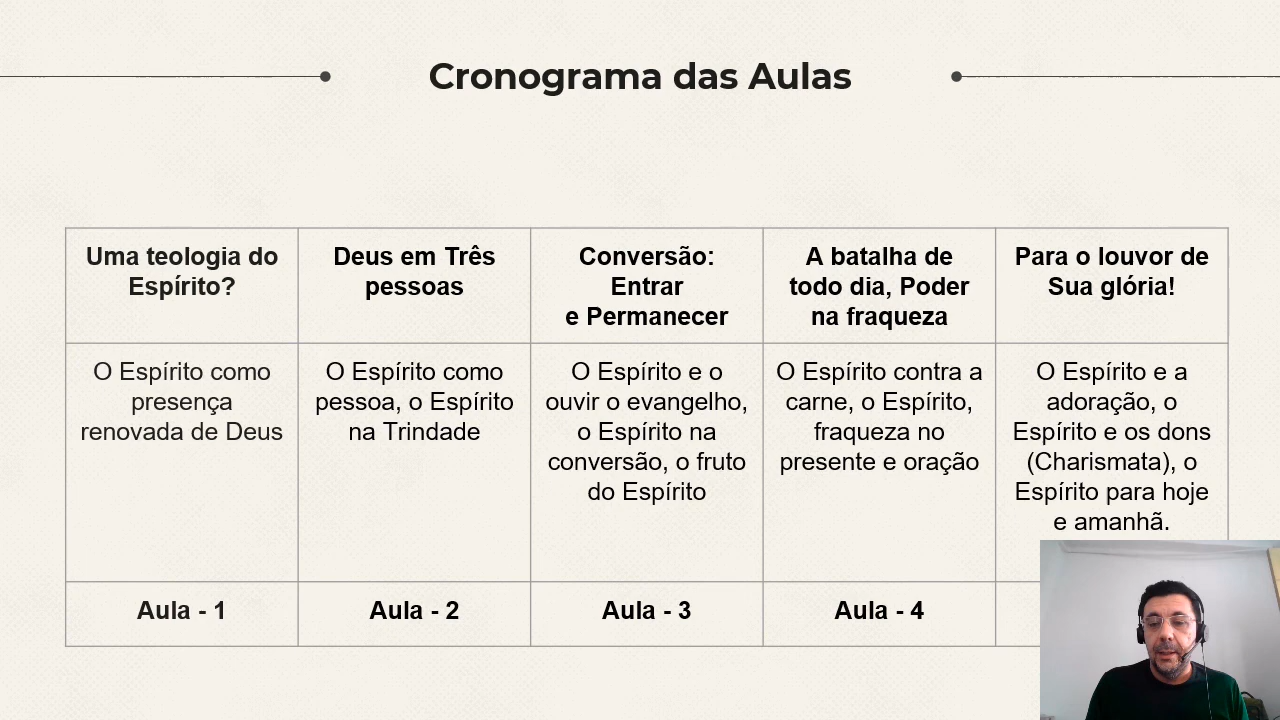 Cronograma das Aulas
Uma teologia do
Espírito?
Deus em Três
pessoas
Conversão:
Entrar
e Permanecer
A batalha de
todo dia, Poder
na fraqueza
Para o louvor de
Sua glória!
O Espírito como
presença
renovada de Deus
O Espírito como
pessoa, o Espírito
na Trindade
O Espírito e o
ouvir o evangelho,
o Espírito na
conversão, o fruto
do Espírito
O Espírito contra a
carne, o Espírito,
fraqueza no
presente e oração
O Espírito e a
adoração, o
Espírito e os dons
(Charismata), o
Espírito para hoje
e amanhã.
Aula - 1
Aula - 2
Aula - 3
Aula - 4